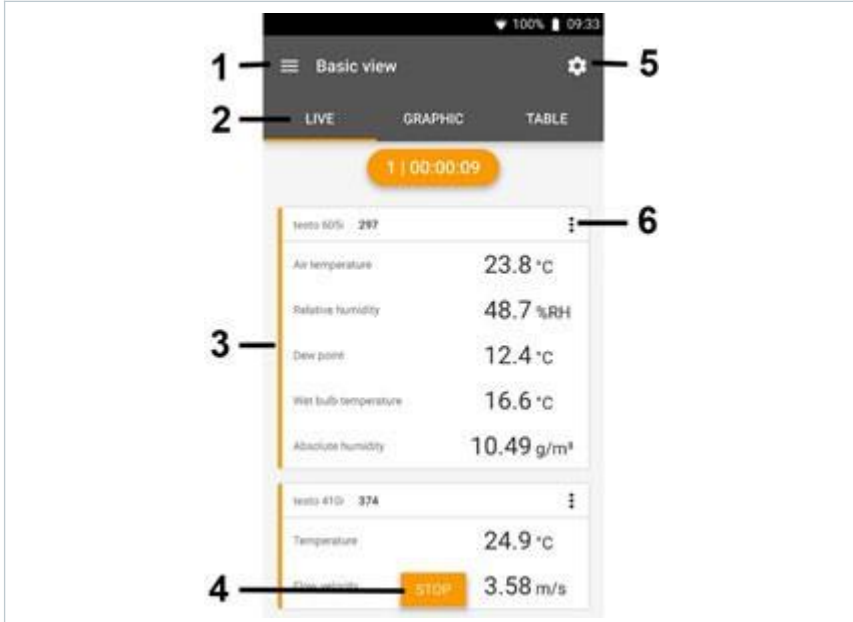 100% 09:33
1 Basic view 5
2 LIVE GRAPHIC TABLE
1 | 00:00:09
testo 605i 297 6
Air temperature 23.8 °C
Relative humidity 48.7 %RH
3 Dew point 12.4 °C
Wet bulb temperature 16.6 °C
Absolute humidity 10.49 g/m³
testo 410i 374
Temperature 24.9 °C
4 Flow velocity STOP 3.58 m/s